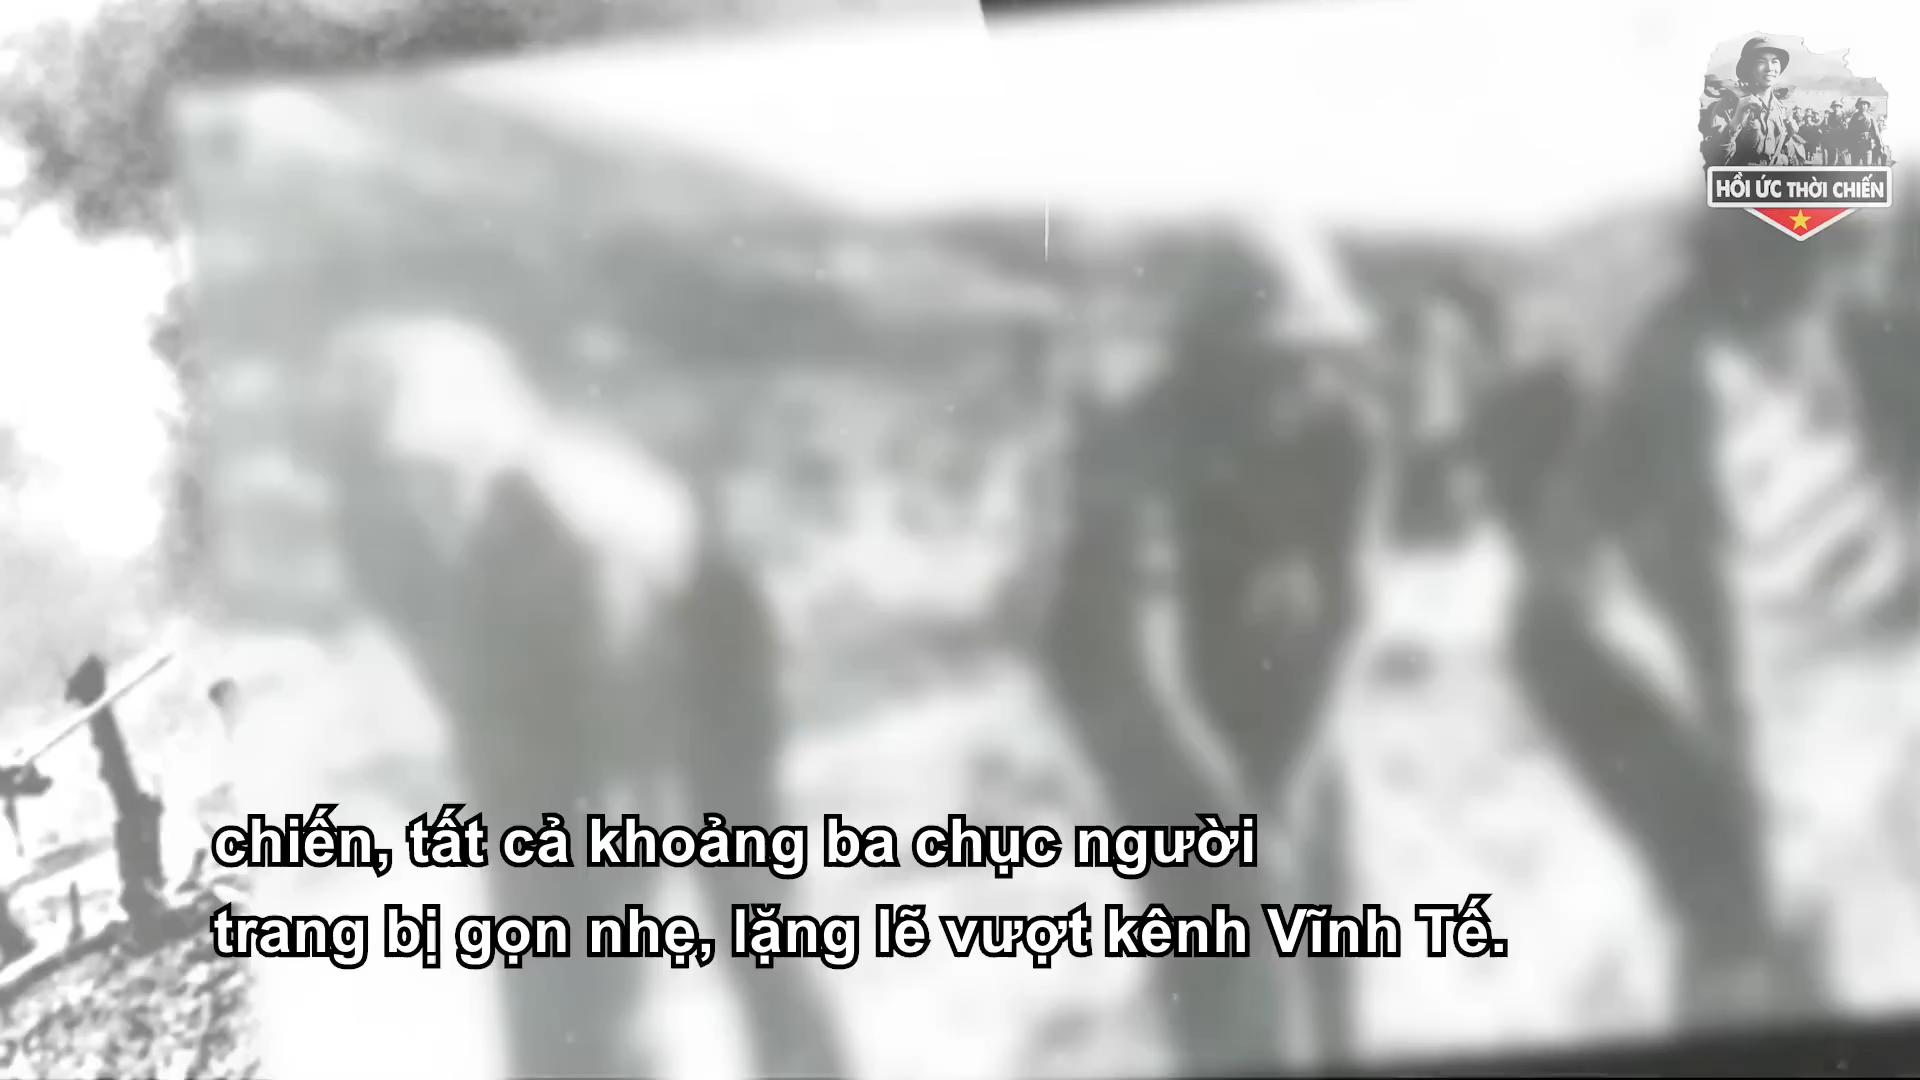 HỒI ỨC THỜI CHIẾN
chiến, tất cả khoảng ba chục người
trang bị gọn nhẹ, lặng lẽ vượt kênh Vĩnh Tế.